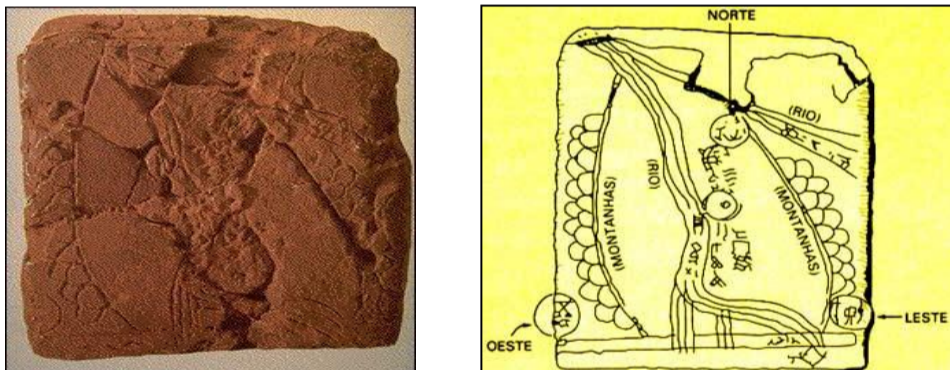 NORTE
(RIO)
(RIO)
(MONTANHAS)
(MONTANHAS)
OESTE
LESTE